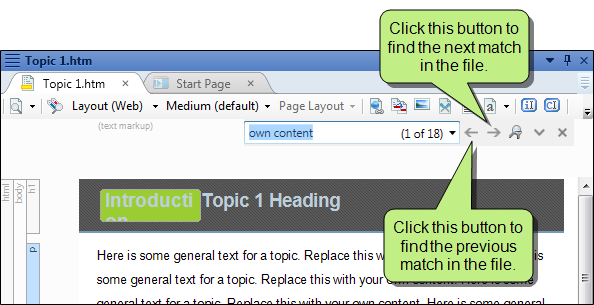 Click this button to
find the next match
in the file.
Topic 1.htm
Topic 1.htm
Start Page
Layout (Web) Medium (default) Page Layout
(text markup)
own content (1 of 18)
html
body
h1
Introducti
on
Topic 1 Heading
Click this button to
find the previous
match in the file.
p
Here is some general text for a topic. Replace this w is
some general text for a topic. Replace this with your
general text for a topic. Replace this with your own content. Here is some general